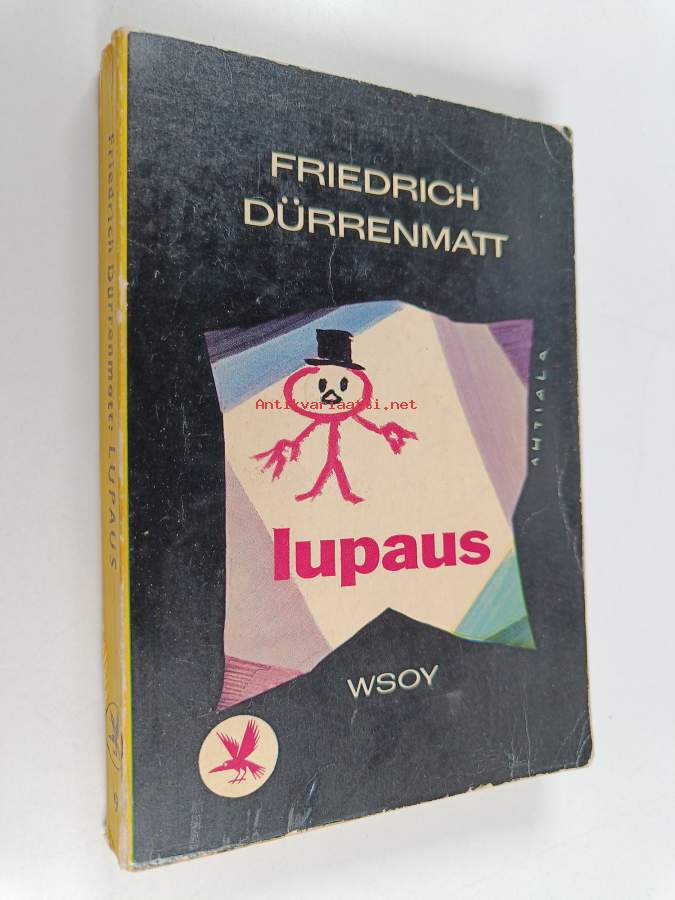 FRIEDRICH
DÜRRENMATT
AHTIALA
Antikvariaatti.net
lupaus
WSOY
Friedrich Dürrenmatt: LUPAUS